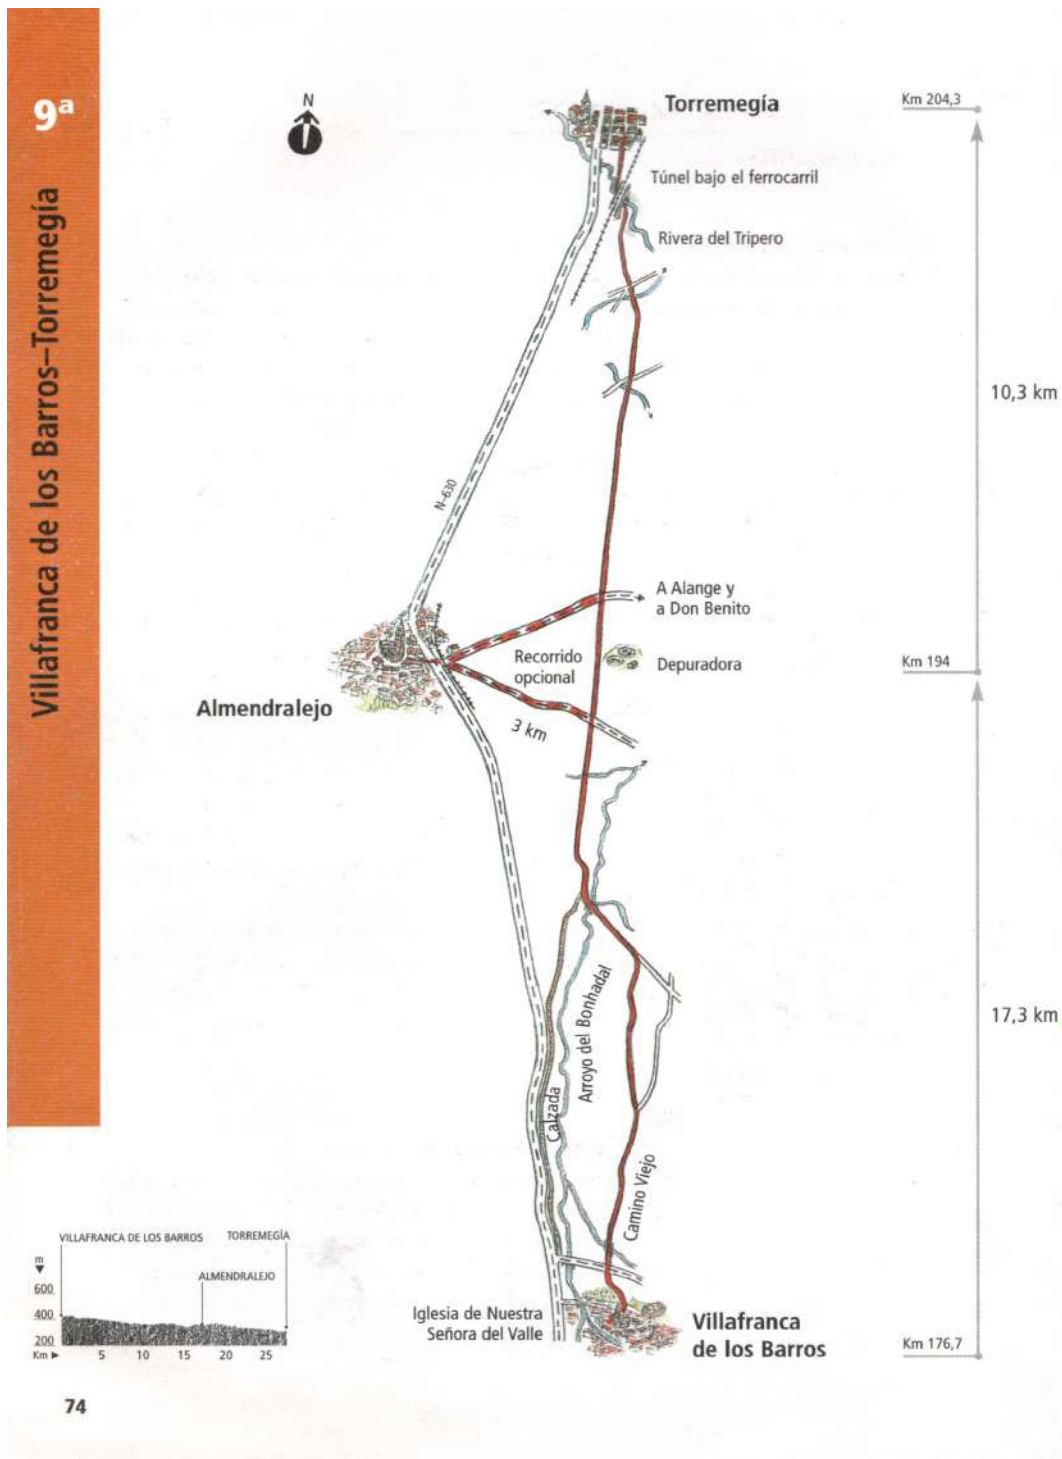 9ª
Villafranca de los Barros–Torremegía
N
Torremegía
Km 204,3
Túnel bajo el ferrocarril
Rivera del Tripero
10,3 km
N–630
A Alange y
a Don Benito
Recorrido
opcional
Depuradora
Km 194
Almendralejo
3 km
Arroyo del Bonhadal
17,3 km
Calzada
Camino Viejo
VILLAFRANCA DE LOS BARROS
TORREMEGÍA
ALMENDRALEJO
m
600
400
200
Km
5
10
15
20
25
Iglesia de Nuestra
Señora del Valle
Villafranca
de los Barros
Km 176,7
74